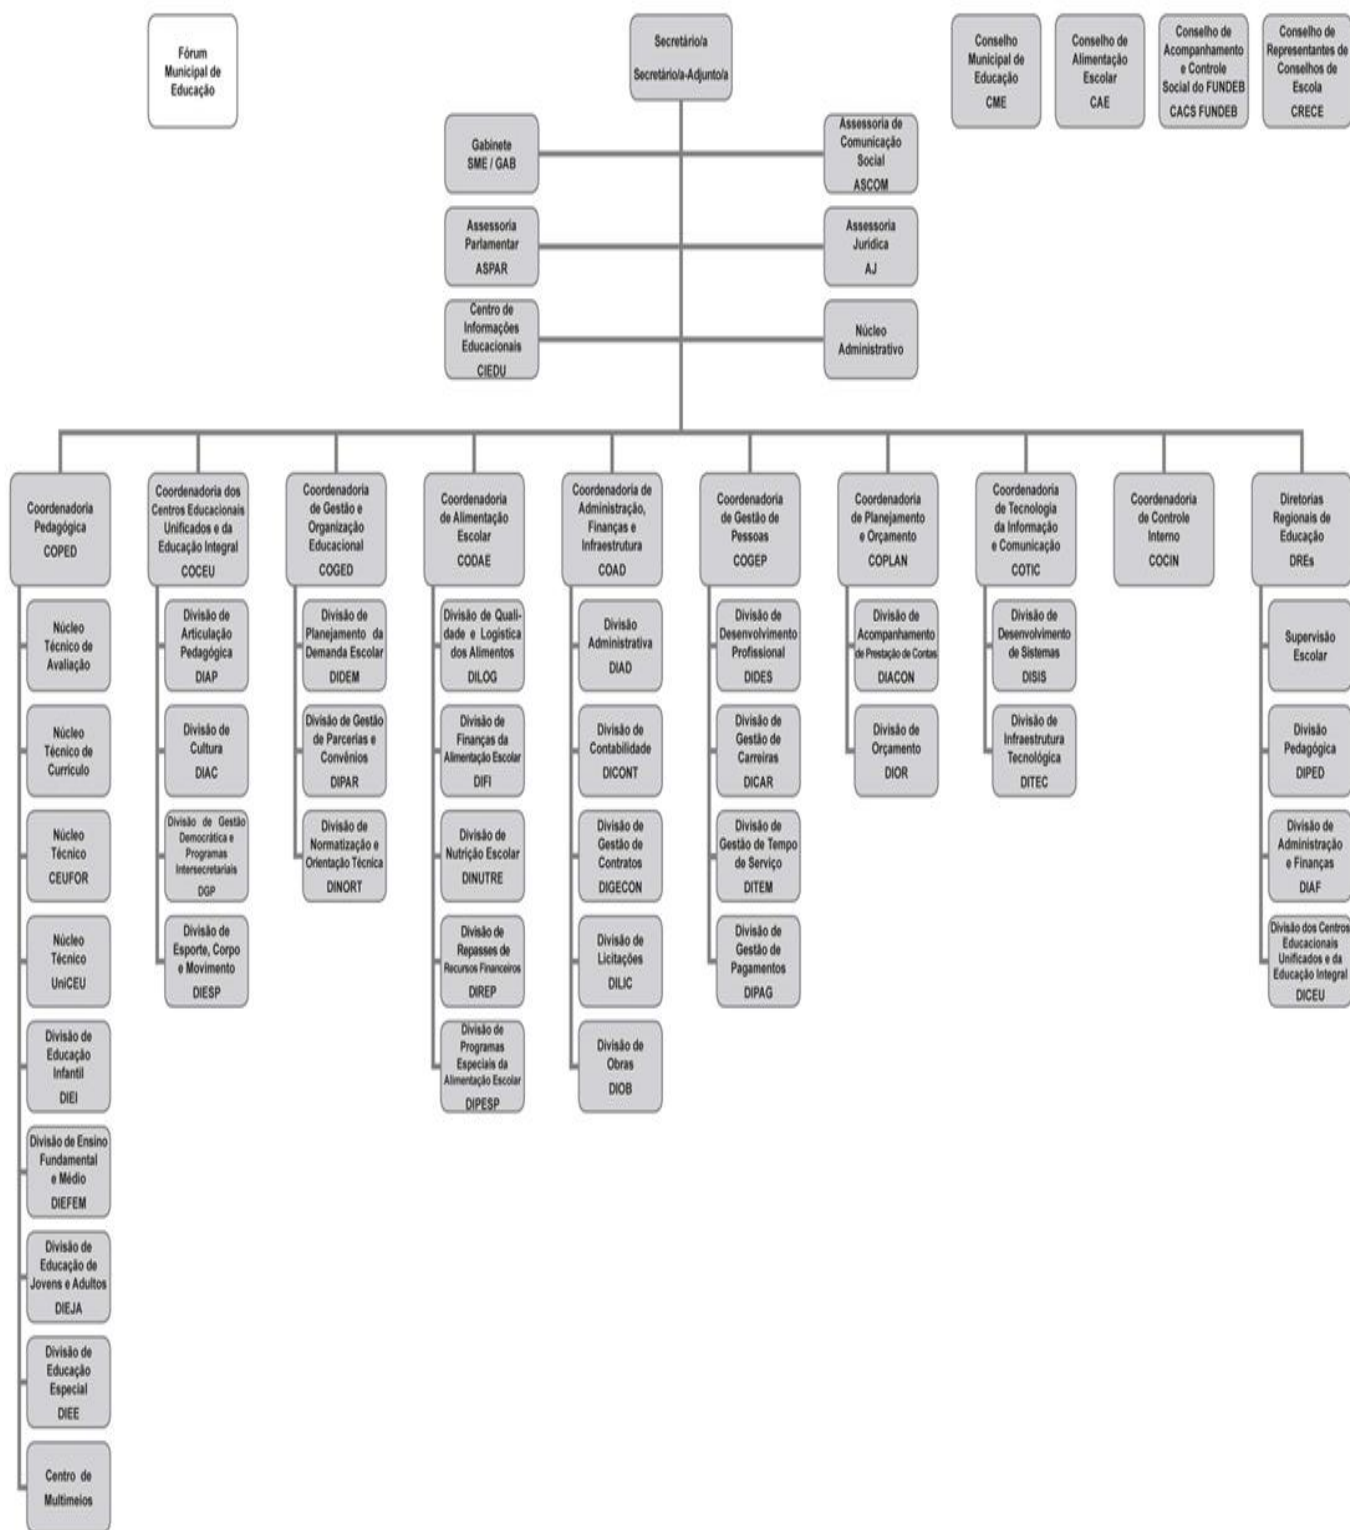 Fórum
Municipal de
Educação
Secretário/a
Secretário/a-Adjunto/a
Conselho
Municipal de
Educação
CME
Conselho de
Alimentação
Escolar
CAE
Conselho de
Acompanhamento
e Controle
Social do FUNDEB
CACS FUNDEB
Conselho de
Representantes de
Conselhos de
Escola
CRECE
Gabinete
SME / GAB
Assessoria de
Comunicação
Social
ASCOM
Assessoria
Parlamentar
ASPAR
Assessoria
Jurídica
AJ
Centro de
Informações
Educacionais
CIEDU
Núcleo
Administrativo
Coordenadoria
Pedagógica
COPED
Núcleo
Técnico de
Avaliação
Núcleo
Técnico de
Currículo
Núcleo
Técnico
CEUFOR
Núcleo
Técnico
UniCEU
Divisão de
Educação
Infantil
DIEI
Divisão de Ensino
Fundamental
e Médio
DIEFEM
Divisão de
Educação de
Jovens e Adultos
DIEJA
Divisão de
Educação
Especial
DIEE
Centro de
Multimeios
Coordenadoria dos
Centros Educacionais
Unificados e da
Educação Integral
COCEU
Divisão de
Articulação
Pedagógica
DIAP
Divisão de
Cultura
DIAC
Divisão de Gestão
Democrática e
Programas
Intersecretariais
DGP
Divisão de
Esporte, Corpo
e Movimento
DIESP
Coordenadoria
de Gestão e
Organização
Educacional
COGED
Divisão de
Planejamento da
Demanda Escolar
DIDEM
Divisão de Gestão
de Parcerias e
Convênios
DIPAR
Divisão de
Normatização e
Orientação Técnica
DINORT
Coordenadoria
de Alimentação
Escolar
CODAE
Divisão de Quali-
dade e Logística
dos Alimentos
DILOG
Divisão de
Finanças da
Alimentação Escolar
DIFI
Divisão de
Nutrição Escolar
DINUTRE
Divisão de
Repasses de
Recursos Financeiros
DIREP
Divisão de
Programas
Especiais da
Alimentação Escolar
DIPESP
Coordenadoria de
Administração,
Finanças e
Infraestrutura
COAD
Divisão
Administrativa
DIAD
Divisão de
Contabilidade
DICONT
Divisão de
Gestão de
Contratos
DIGECON
Divisão de
Licitações
DILIC
Divisão de
Obras
DIOB
Coordenadoria
de Gestão de
Pessoas
COGEP
Divisão de
Desenvolvimento
Profissional
DIDES
Divisão de
Gestão de
Carreiras
DICAR
Divisão de
Gestão de Tempo
de Serviço
DITEM
Divisão de
Gestão de
Pagamentos
DIPAG
Coordenadoria
de Planejamento
e Orçamento
COPLAN
Divisão de
Acompanhamento
de Prestação de Contas
DIACON
Divisão de
Orçamento
DIOR
Coordenadoria
de Tecnologia
da Informação
e Comunicação
COTIC
Divisão de
Desenvolvimento
de Sistemas
DISIS
Divisão de
Infraestrutura
Tecnológica
DITEC
Coordenadoria
de Controle
Interno
COCIN
Diretorias
Regionais de
Educação
DREs
Supervisão
Escolar
Divisão
Pedagógica
DIPED
Divisão de
Administração
e Finanças
DIAF
Divisão dos Centros
Educacionais
Unificados e da
Educação Integral
DICEU